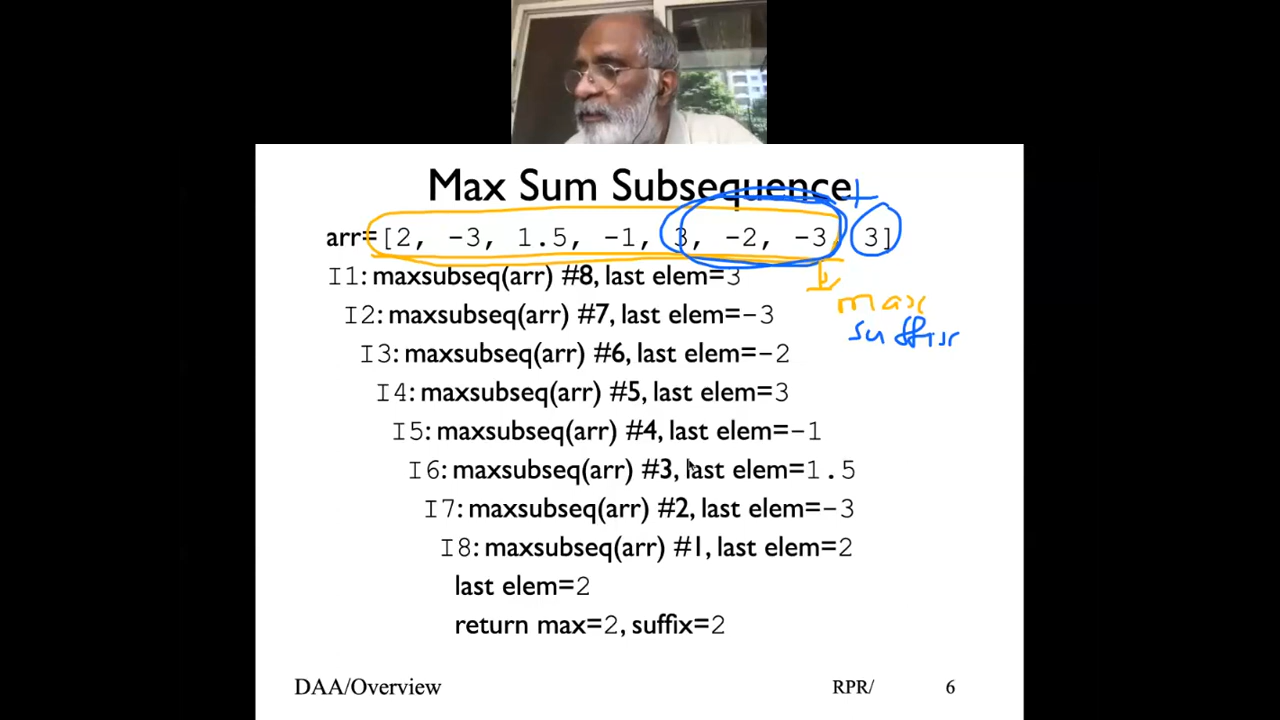 Max Sum Subsequence
+
arr=[2, -3, 1.5, -1, 3, -2, -3, 3]
I1: maxsubseq(arr) #8, last elem=3
max
I2: maxsubseq(arr) #7, last elem=-3
suffix
I3: maxsubseq(arr) #6, last elem=-2
I4: maxsubseq(arr) #5, last elem=3
I5: maxsubseq(arr) #4, last elem=-1
I6: maxsubseq(arr) #3, last elem=1.5
I7: maxsubseq(arr) #2, last elem=-3
I8: maxsubseq(arr) #1, last elem=2
last elem=2
return max=2, suffix=2
DAA/Overview
RPR/
6